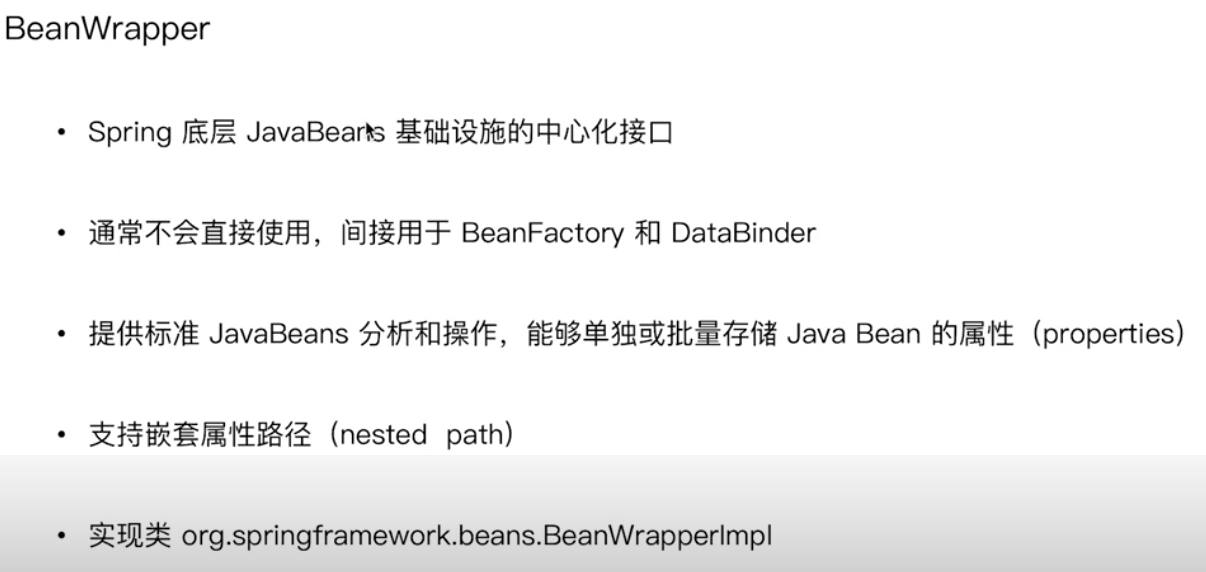 BeanWrapper
• Spring 底层 JavaBeans 基础设施的中心化接口
• 通常不会直接使用，间接用于 BeanFactory 和 DataBinder
• 提供标准 JavaBeans 分析和操作，能够单独或批量存储 Java Bean 的属性（properties）
• 支持嵌套属性路径（nested path）
• 实现类 org.springframework.beans.BeanWrapperImpl